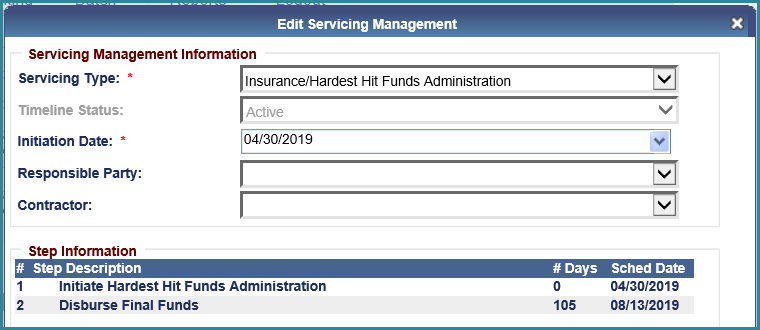 Edit Servicing Management
Servicing Management Information
Servicing Type: * Insurance/Hardest Hit Funds Administration
Timeline Status: Active
Initiation Date: * 04/30/2019
Responsible Party:
Contractor:
Step Information
# Step Description # Days Sched Date
1 Initiate Hardest Hit Funds Administration 0 04/30/2019
2 Disburse Final Funds 105 08/13/2019